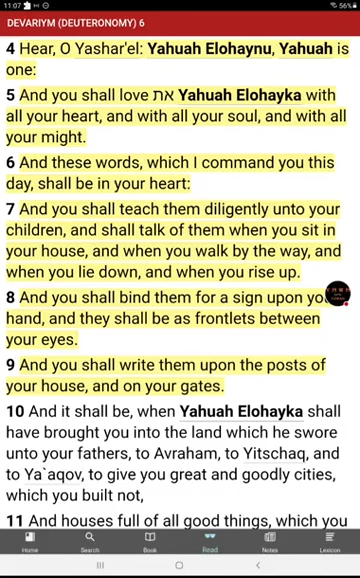 11:07
56%
DEVARIYM (DEUTERONOMY) 6
4 Hear, O Yashar'el: Yahuah Elohaynu, Yahuah is
one:
5 And you shall love את Yahuah Elohayka with
all your heart, and with all your soul, and with all
your might.
6 And these words, which I command you this
day, shall be in your heart:
7 And you shall teach them diligently unto your
children, and shall talk of them when you sit in
your house, and when you walk by the way, and
when you lie down, and when you rise up.
8 And you shall bind them for a sign upon yo
hand, and they shall be as frontlets between
your eyes.
9 And you shall write them upon the posts of
your house, and on your gates.
10 And it shall be, when Yahuah Elohayka shall
have brought you into the land which he swore
unto your fathers, to Avraham, to Yitschaq, and
to Ya`aqov, to give you great and goodly cities,
which you built not,
11 And houses full of all good things, which you
Home Search Book Read Notes Lexicon